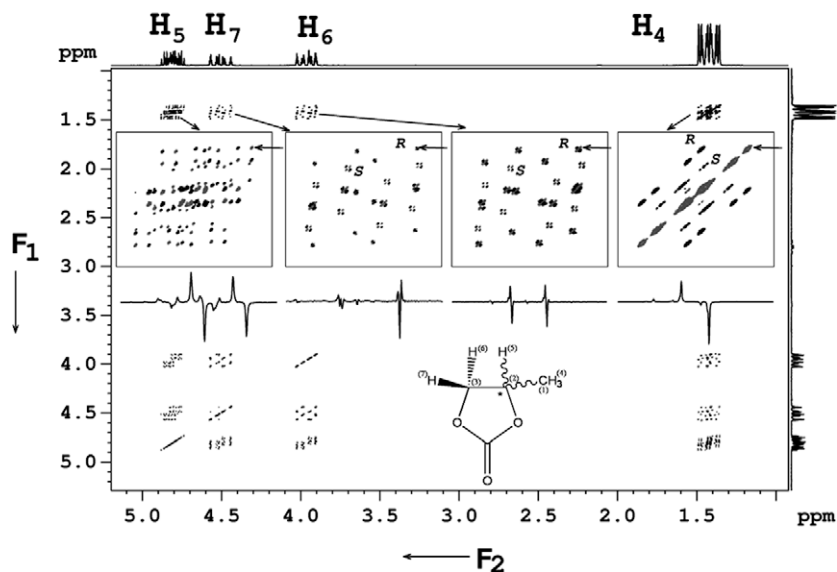 H5 H7 H6 H4
ppm
1.5
2.0
2.5
3.0
3.5
4.0
4.5
5.0
F1
R
R S
R S
R S
H(6) H(5)
(7)H (3) (2) CH3(4)
(1)
*
O O
O
5.0 4.5 4.0 3.5 3.0 2.5 2.0 1.5 ppm
F2